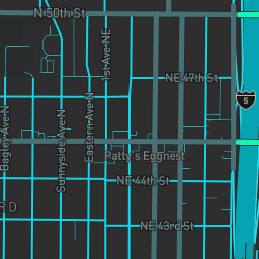 N 50th St
1st Ave NE
NE 47th St
5
Bagley Ave N
Sunnyside Ave N
Eastern Ave N
Patty's Eggnest
NE 44th St
RD
NE 43rd St